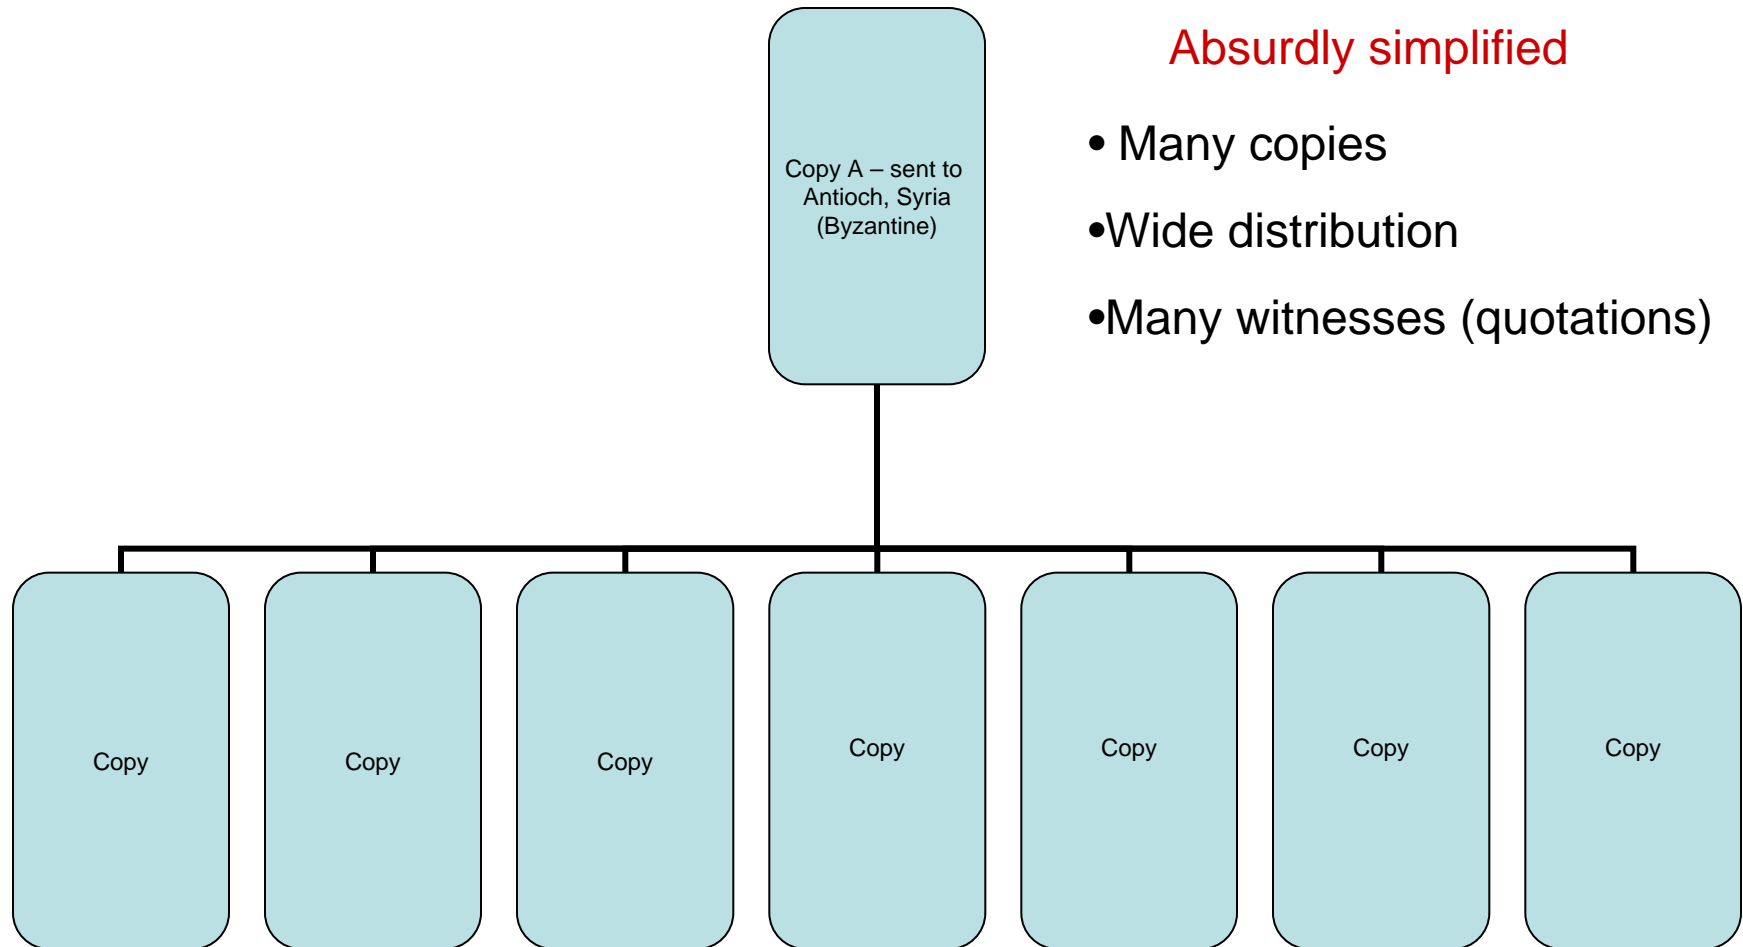 Absurdly simplified
• Many copies
•Wide distribution
•Many witnesses (quotations)
Copy A – sent to
Antioch, Syria
(Byzantine)
Copy
Copy
Copy
Copy
Copy
Copy
Copy